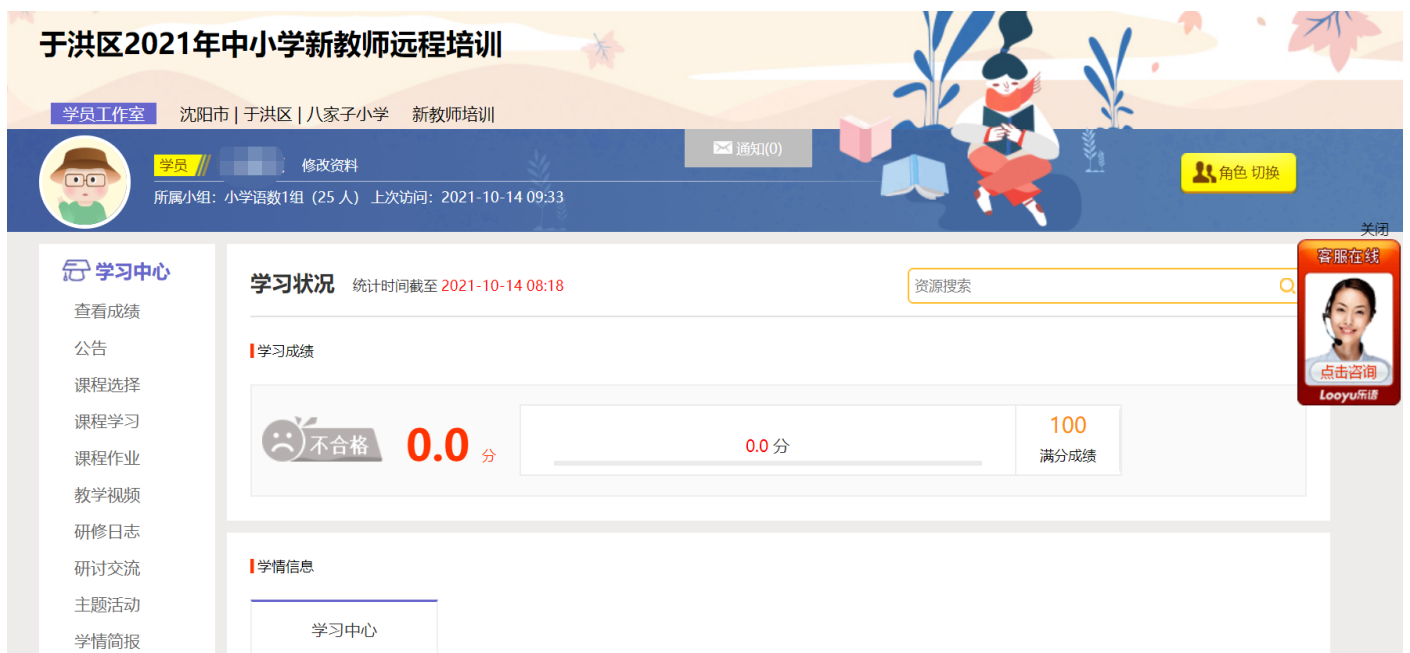 于洪区2021年中小学新教师远程培训
学员工作室 沈阳市 | 于洪区 | 八家子小学 新教师培训
通知(0)
学员 修改资料
角色 切换
所属小组：小学语数1组 (25 人) 上次访问：2021-10-14 09:33
关闭
客服在线
点击咨询
Looyu乐语
学习中心
查看成绩
公告
课程选择
课程学习
课程作业
教学视频
研修日志
研讨交流
主题活动
学情简报
学习状况 统计时间截至 2021-10-14 08:18
资源搜索
学习成绩
不合格 0.0 分
0.0 分
100
满分成绩
学情信息
学习中心